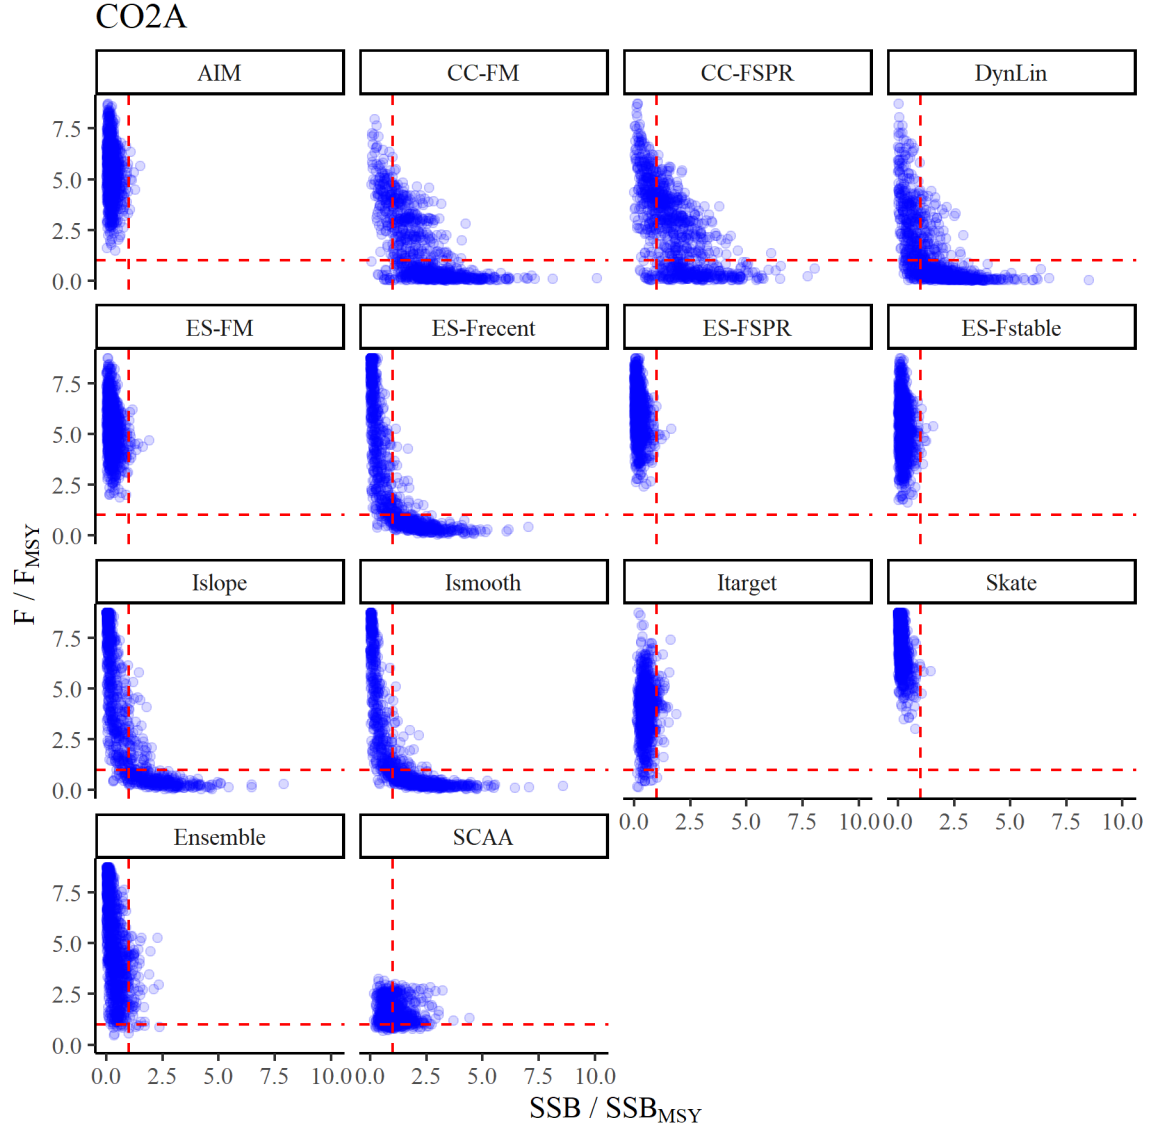 CO2A
AIM CC-FM CC-FSPR DynLin
7.5
5.0
2.5
0.0
ES-FM ES-Frecent ES-FSPR ES-Fstable
7.5
5.0
2.5
0.0
Islope Ismooth Itarget Skate
7.5
5.0
2.5
0.0
0.0 2.5 5.0 7.5 10.0 0.0 2.5 5.0 7.5 10.0
Ensemble SCAA
7.5
5.0
2.5
0.0
0.0 2.5 5.0 7.5 10.0 0.0 2.5 5.0 7.5 10.0
F / FMSY
SSB / SSBMSY